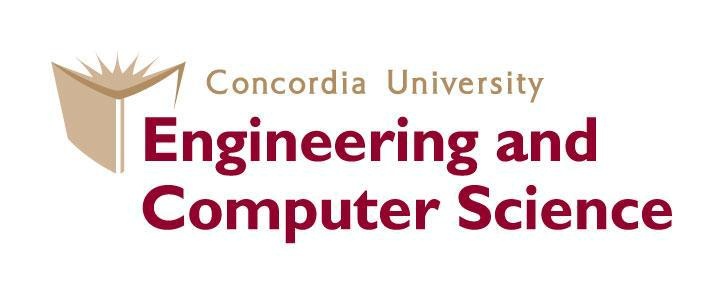 Concordia University
Engineering and
Computer Science